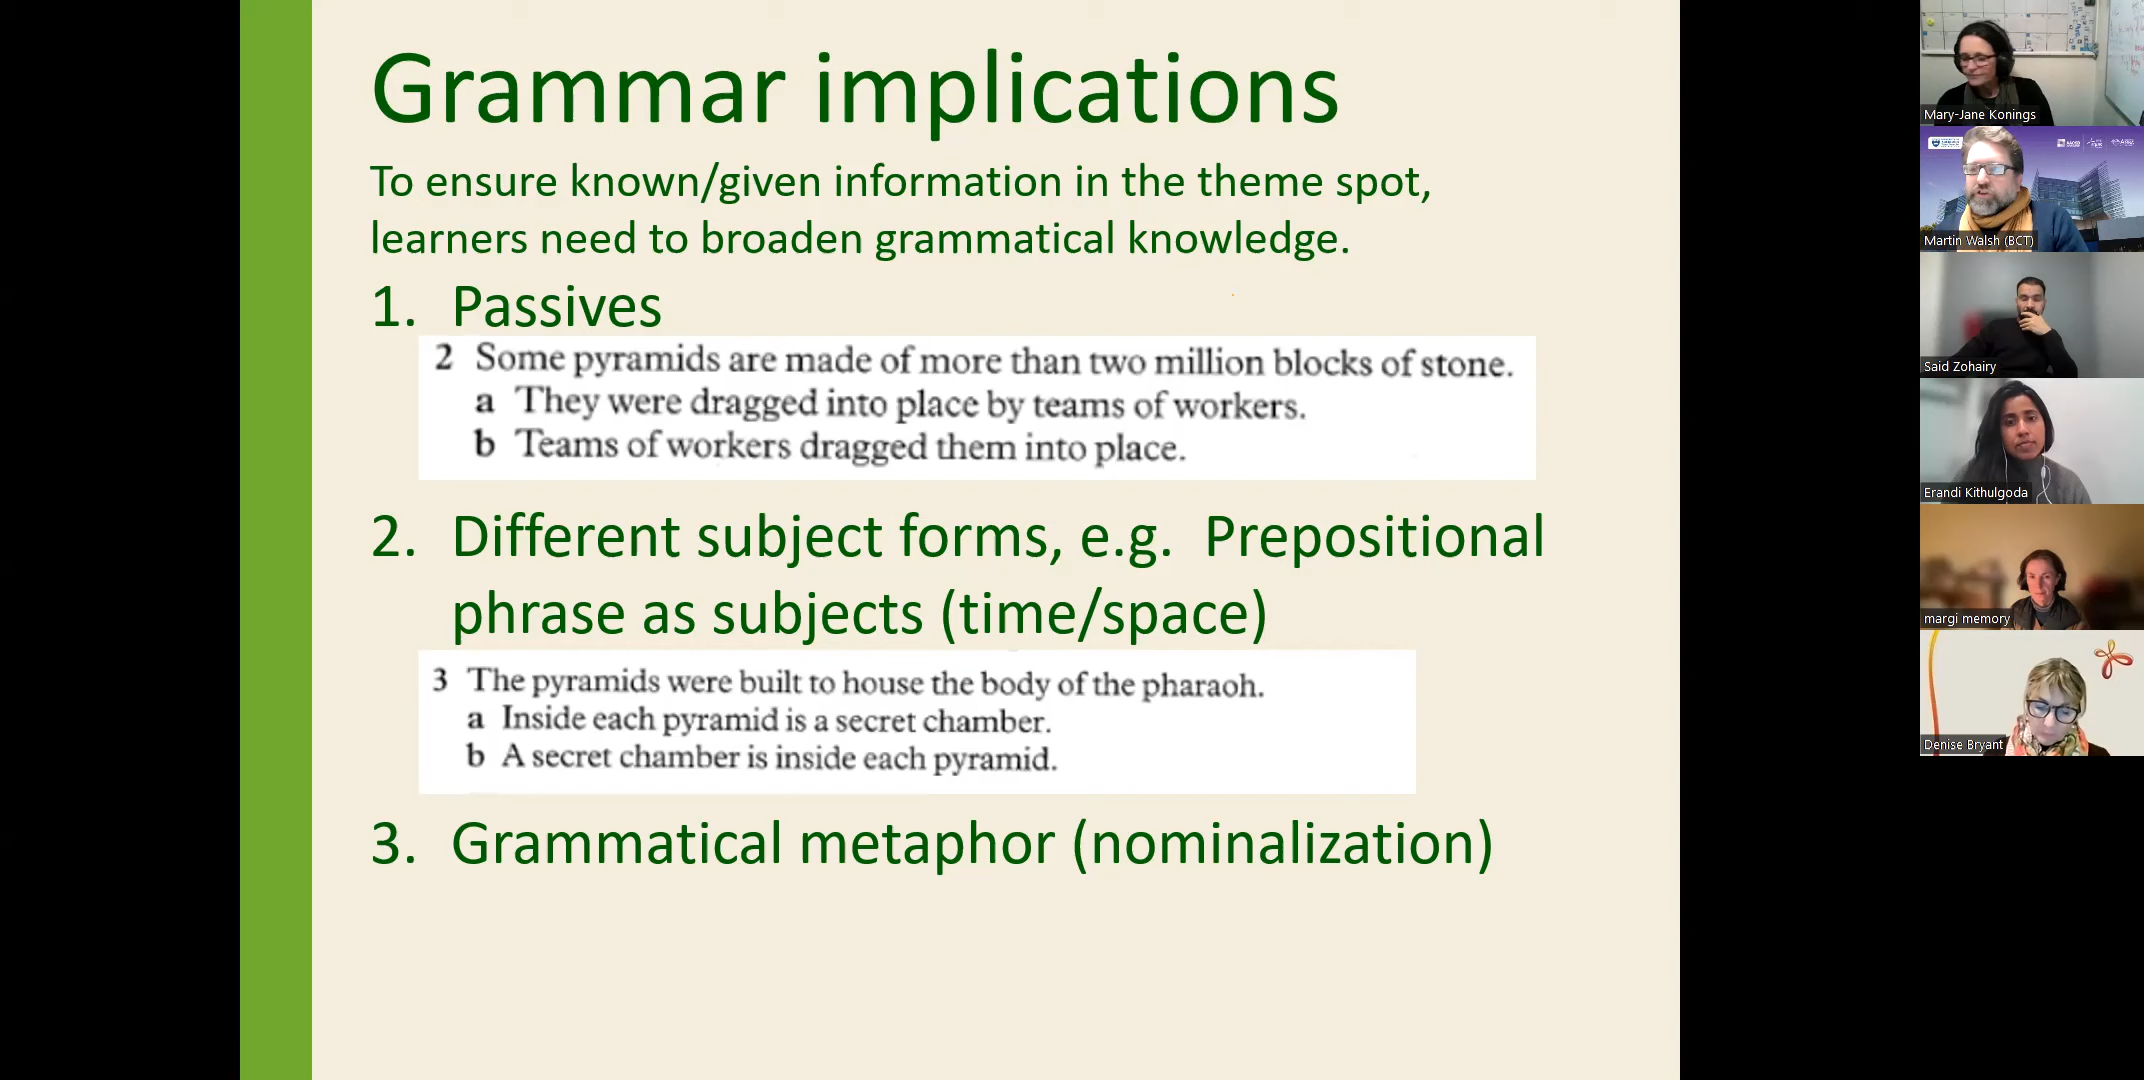 Grammar implications
To ensure known/given information in the theme spot,
learners need to broaden grammatical knowledge.
1. Passives
2 Some pyramids are made of more than two million blocks of stone.
a They were dragged into place by teams of workers.
b Teams of workers dragged them into place.
2. Different subject forms, e.g. Prepositional
phrase as subjects (time/space)
3 The pyramids were built to house the body of the pharaoh.
a Inside each pyramid is a secret chamber.
b A secret chamber is inside each pyramid.
3. Grammatical metaphor (nominalization)
Mary-Jane Konings
Martin Walsh (BCT)
Said Zohairy
Erandi Kithulgoda
margi memory
Denise Bryant